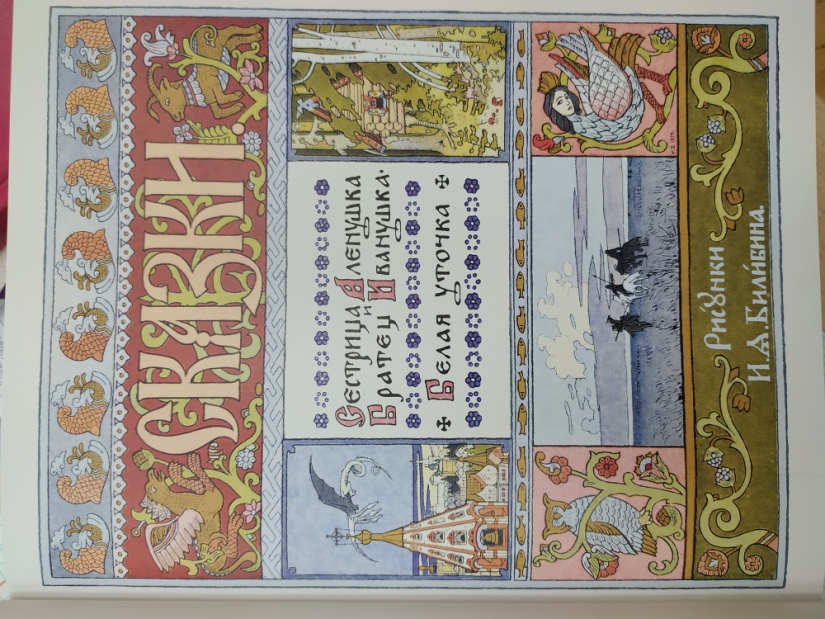 СКАЗКИ.
Сестрица Аленушка
и
Братец Иванушка.
Белая уточка
Рисунки
И. Я. Билибина.